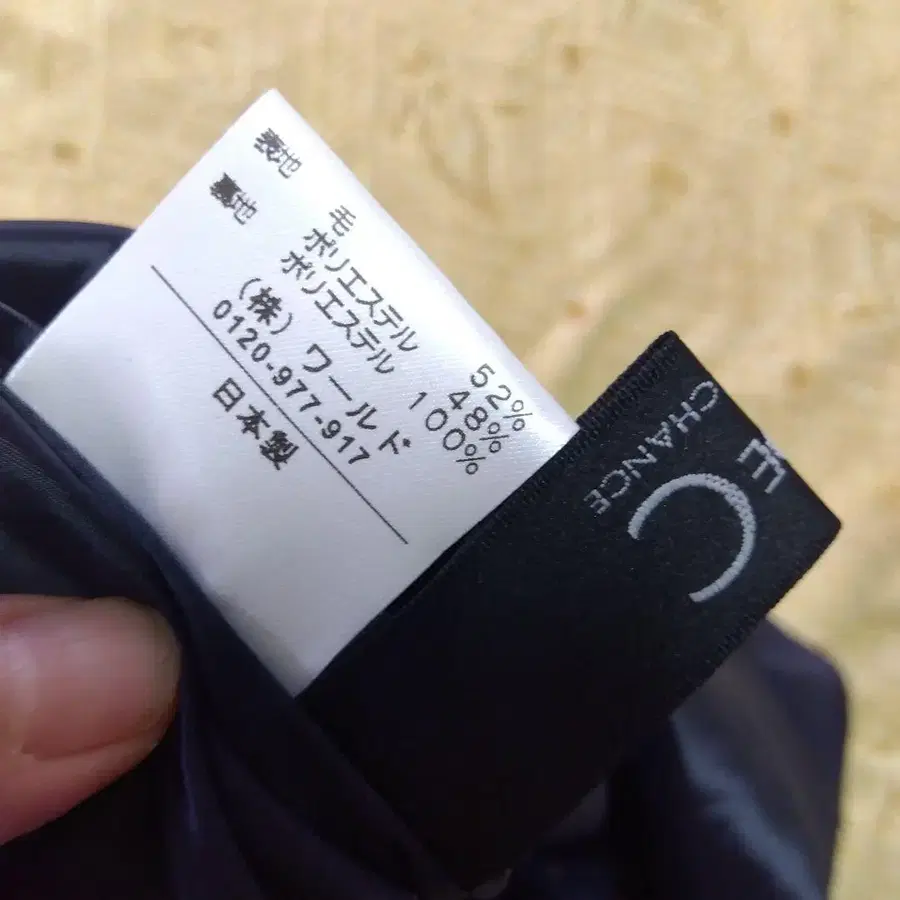 表地 毛 52%
ポリエステル 48%
裏地 ポリエステル 100%
(株)ワールド
0120-977-917
日本製
CHANCE
C